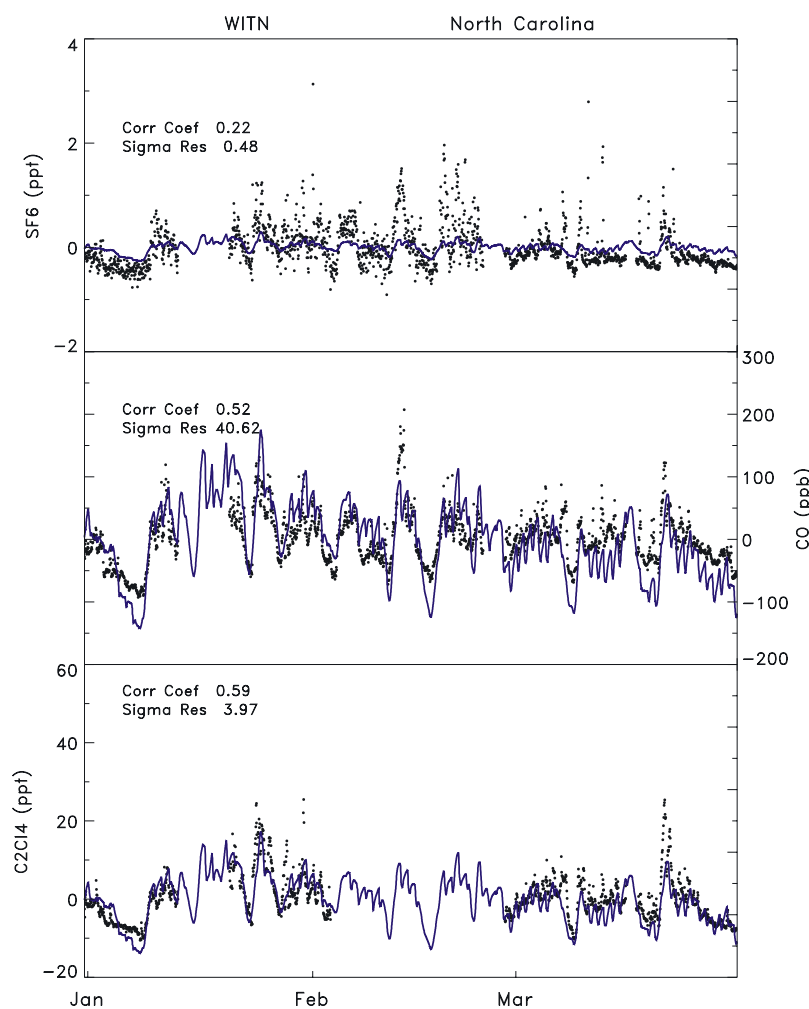 WITN North Carolina
4
Corr Coef 0.22
Sigma Res 0.48
2
SF6 (ppt)
0
−2
300
Corr Coef 0.52
Sigma Res 40.62
200
100
0
CO (ppb)
−100
−200
60
Corr Coef 0.59
Sigma Res 3.97
40
20
C2Cl4 (ppt)
0
−20
Jan Feb Mar